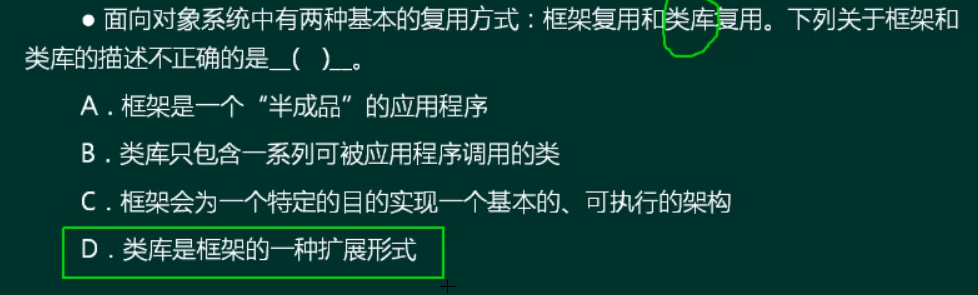 ● 面向对象系统中有两种基本的复用方式：框架复用和类库复用。下列关于框架和
类库的描述不正确的是__(   )__。
A．框架是一个“半成品”的应用程序
B．类库只包含一系列可被应用程序调用的类
C．框架会为一个特定的目的实现一个基本的、可执行的架构
D．类库是框架的一种扩展形式